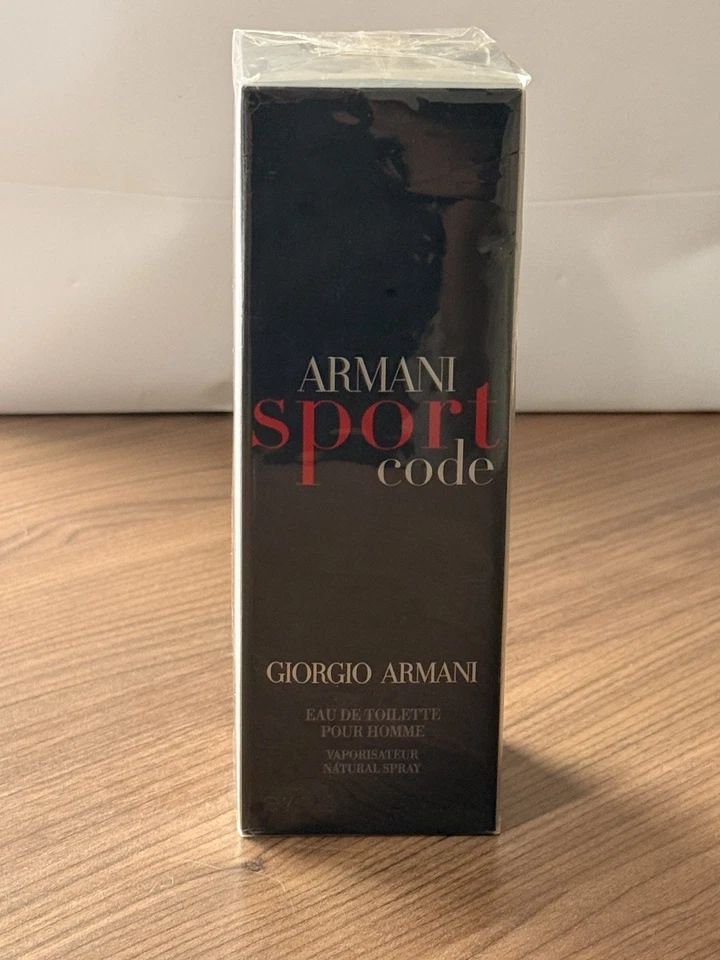 ARMANI
sport
code
GIORGIO ARMANI
EAU DE TOILETTE
POUR HOMME
VAPORISATEUR
NATURAL SPRAY